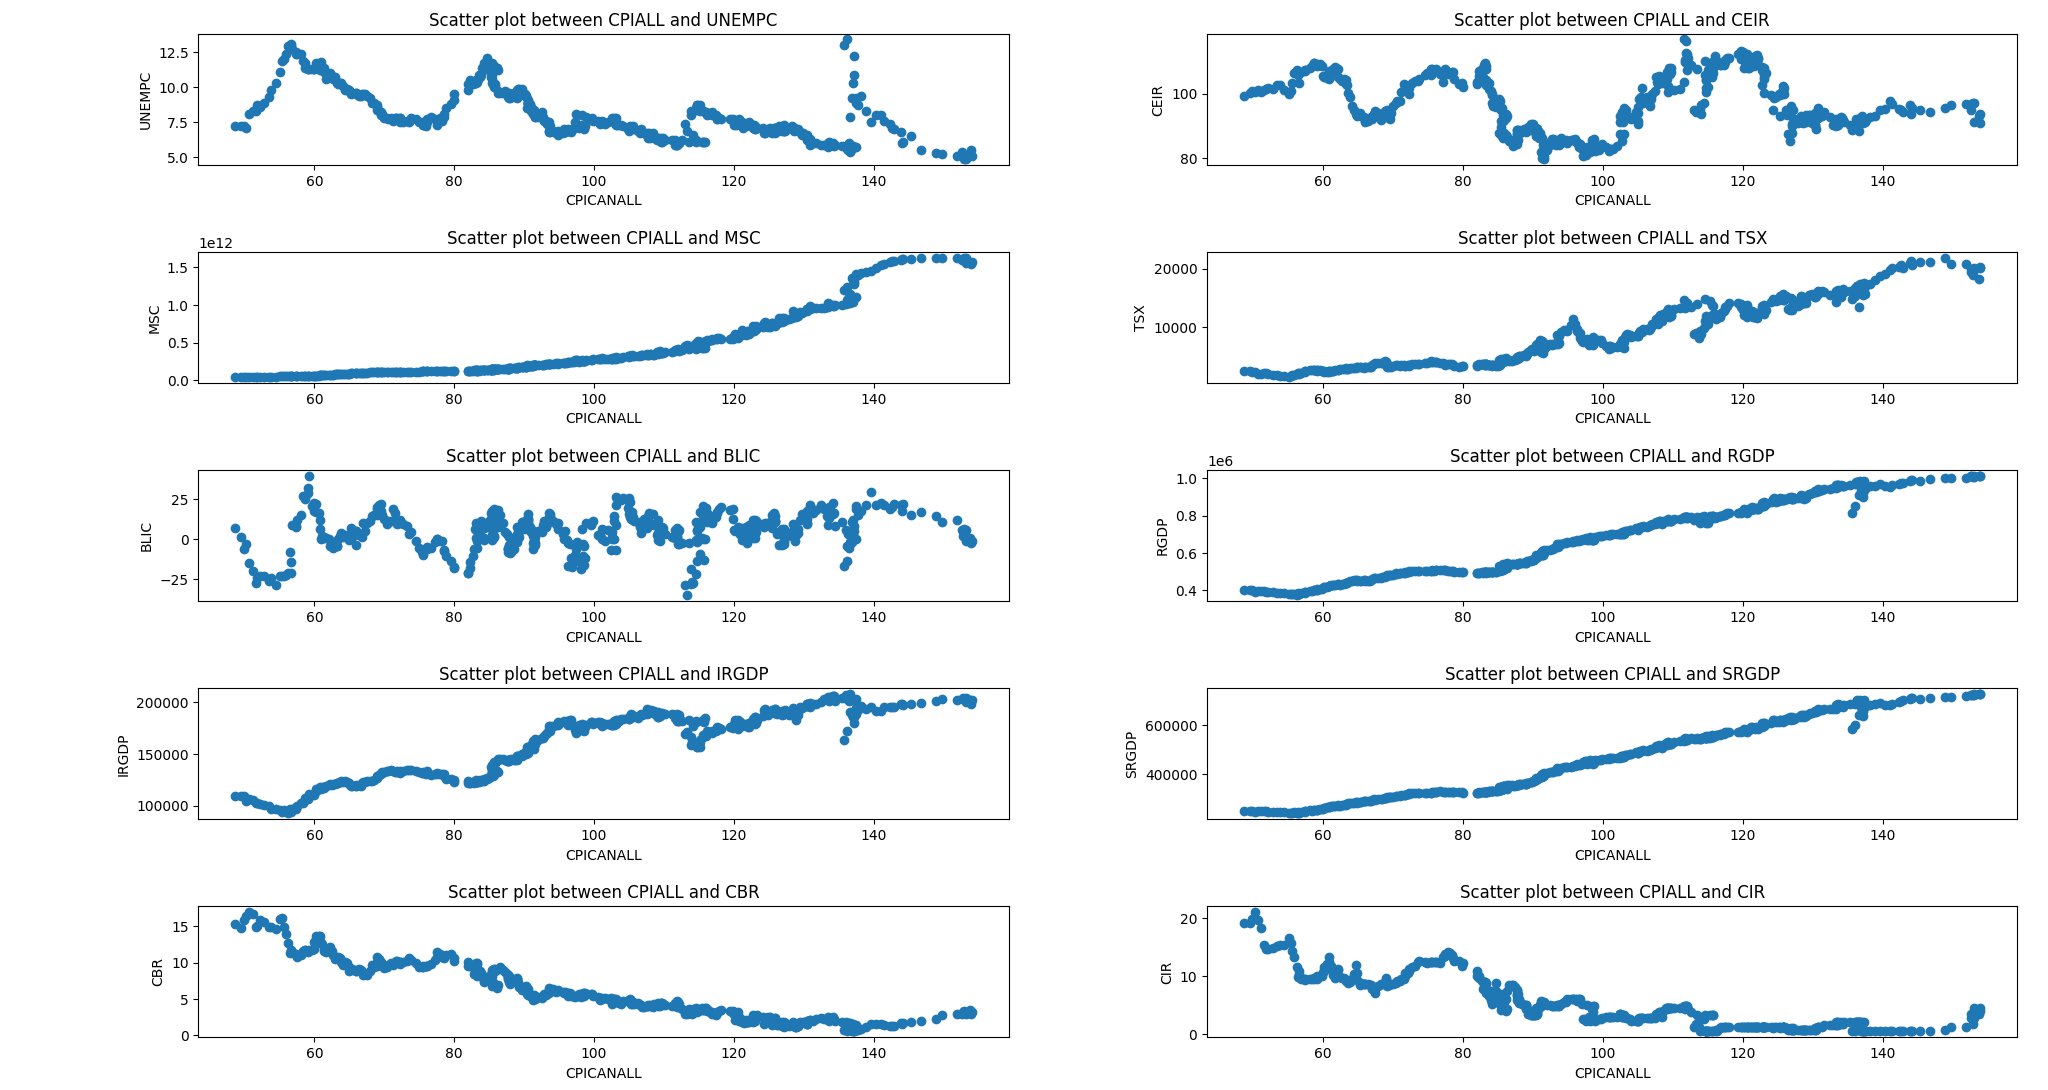 Scatter plot between CPIALL and UNEMPC
12.5
10.0
7.5
5.0
UNEMPC
60 80 100 120 140
CPICANALL
Scatter plot between CPIALL and CEIR
100
80
CEIR
60 80 100 120 140
CPICANALL
Scatter plot between CPIALL and MSC
1e12
1.5
1.0
0.5
0.0
MSC
60 80 100 120 140
CPICANALL
Scatter plot between CPIALL and TSX
20000
10000
TSX
60 80 100 120 140
CPICANALL
Scatter plot between CPIALL and BLIC
25
0
−25
BLIC
60 80 100 120 140
CPICANALL
Scatter plot between CPIALL and RGDP
1e6
1.0
0.8
0.6
0.4
RGDP
60 80 100 120 140
CPICANALL
Scatter plot between CPIALL and IRGDP
200000
150000
100000
IRGDP
60 80 100 120 140
CPICANALL
Scatter plot between CPIALL and SRGDP
600000
400000
SRGDP
60 80 100 120 140
CPICANALL
Scatter plot between CPIALL and CBR
15
10
5
0
CBR
60 80 100 120 140
CPICANALL
Scatter plot between CPIALL and CIR
20
10
0
CIR
60 80 100 120 140
CPICANALL